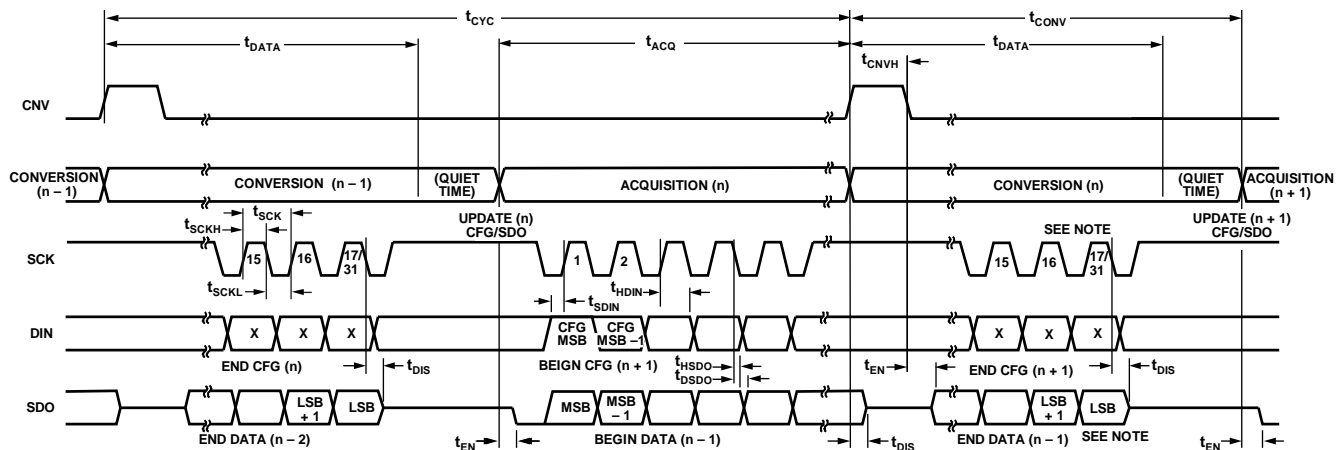 tCYC
tCONV
tDATA
tACQ
tDATA
tCNVH
CNV
CONVERSION
(n – 1)
CONVERSION (n – 1)
(QUIET
TIME)
ACQUISITION (n)
CONVERSION (n)
(QUIET
TIME)
ACQUISITION
(n + 1)
UPDATE (n)
CFG/SDO
UPDATE (n + 1)
CFG/SDO
tSCK
tSCKH
SEE NOTE
SCK
15
16
17/
31
1
2
15
16
17/
31
tSCKL
tHDIN
tSDIN
DIN
X
X
X
CFG
MSB
CFG
MSB –1
X
X
X
END CFG (n)
tDIS
BEIGN CFG (n + 1)
tHSDO
tDSDO
tEN
END CFG (n + 1)
tDIS
SDO
LSB
+ 1
LSB
MSB
MSB
–1
LSB
+ 1
LSB
END DATA (n – 2)
tEN
BEGIN DATA (n – 1)
tDIS
END DATA (n – 1)
SEE NOTE
tEN